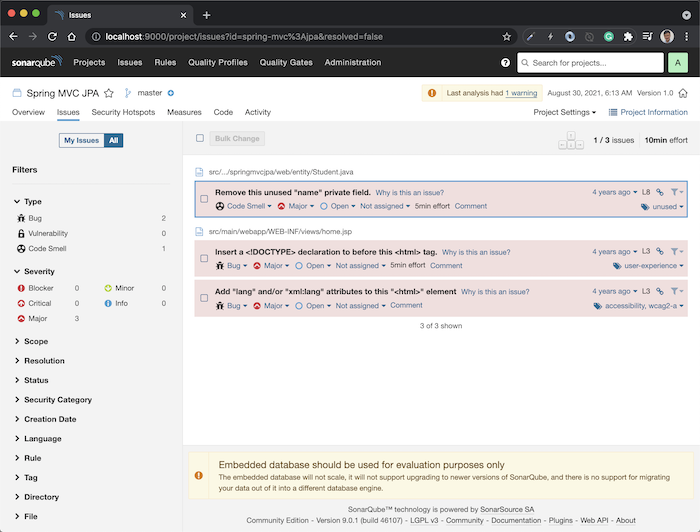 Issues
localhost:9000/project/issues?id=spring-mvc%3Ajpa&resolved=false
sonarqube Projects Issues Rules Quality Profiles Quality Gates Administration Search for projects... A
Spring MVC JPA master Last analysis had 1 warning August 30, 2021, 6:13 AM Version 1.0
Overview Issues Security Hotspots Measures Code Activity Project Settings Project Information
My Issues All Bulk Change 1 / 3 issues 10min effort
Filters
Type
Bug 2
Vulnerability 0
Code Smell 1
Severity
Blocker 0 Minor 0
Critical 0 Info 0
Major 3
Scope
Resolution
Status
Security Category
Creation Date
Language
Rule
Tag
Directory
File
src/.../springmvcjpa/web/entity/Student.java
Remove this unused "name" private field. Why is this an issue? 4 years ago L8
Code Smell Major Open Not assigned 5min effort Comment unused
src/main/webapp/WEB-INF/views/home.jsp
Insert a <!DOCTYPE> declaration to before this <html> tag. Why is this an issue? 4 years ago L3
Bug Major Open Not assigned 5min effort Comment user-experience
Add "lang" and/or "xml:lang" attributes to this "<html>" element Why is this an issue? 4 years ago L3
Bug Major Open Not assigned Comment accessibility, wcag2-a
3 of 3 shown
Embedded database should be used for evaluation purposes only
The embedded database will not scale, it will not support upgrading to newer versions of SonarQube, and there is no support for migrating
your data out of it into a different database engine.
SonarQube™ technology is powered by SonarSource SA
Community Edition - Version 9.0.1 (build 46107) - LGPL v3 - Community - Documentation - Plugins - Web API - About